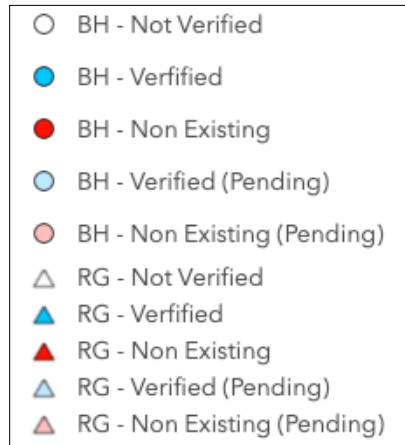 BH - Not Verified
BH - Verfified
BH - Non Existing
BH - Verified (Pending)
BH - Non Existing (Pending)
RG - Not Verified
RG - Verfified
RG - Non Existing
RG - Verified (Pending)
RG - Non Existing (Pending)